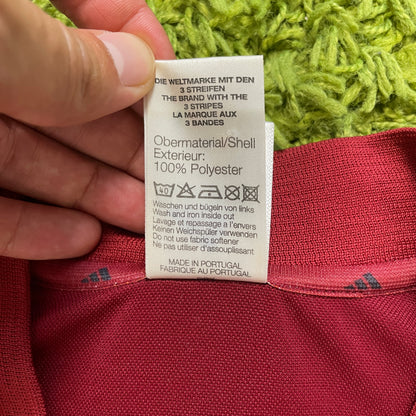 DIE WELTMARKE MIT DEN
3 STREIFEN
THE BRAND WITH THE
3 STRIPES
LA MARQUE AUX
3 BANDES
Obermaterial/Shell
Exterieur:
100% Polyester
40
Waschen und bügeln von links
Wash and iron inside out
Lavage et repassage à l'envers
Keinen Weichspüler verwenden
Do not use fabric softener
Ne pas utiliser d'assouplissant
MADE IN PORTUGAL
FABRIQUE AU PORTUGAL